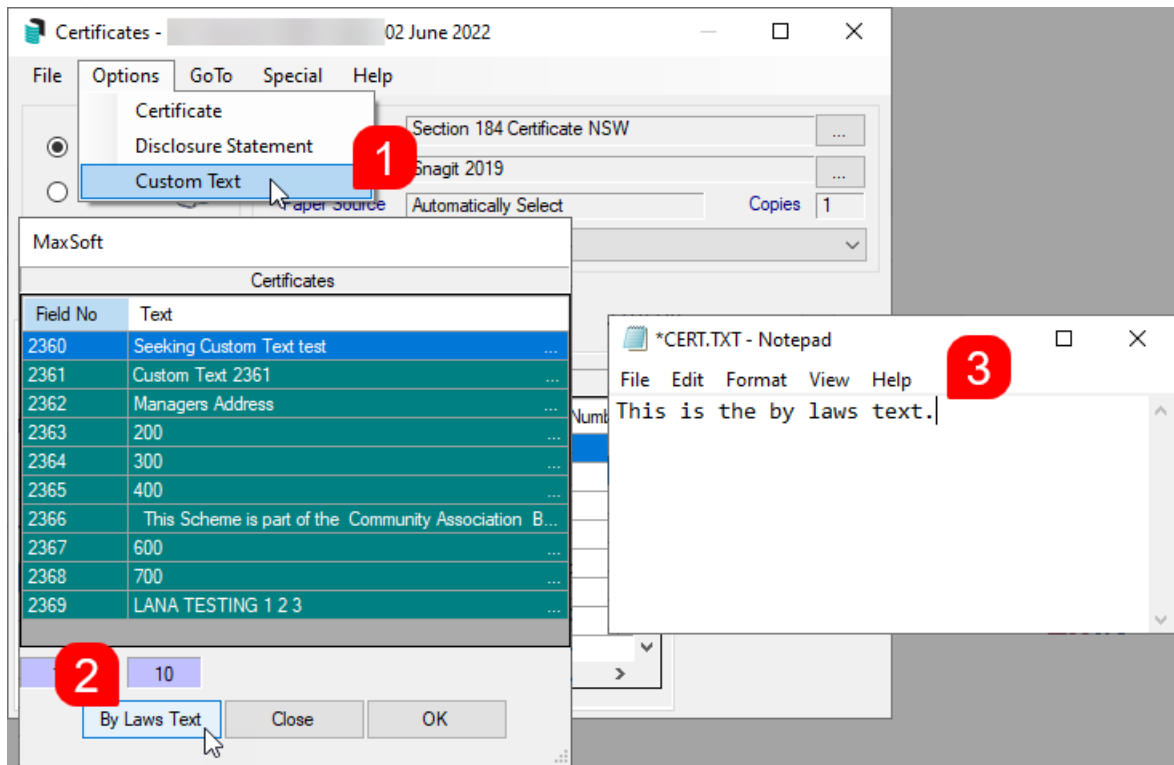 Certificates - 02 June 2022
File Options GoTo Special Help
Certificate
Disclosure Statement
Custom Text
1
Section 184 Certificate NSW
...
Snagit 2019
...
Paper Source Automatically Select Copies 1
MaxSoft
Certificates
Field No Text
2360 Seeking Custom Text test ...
2361 Custom Text 2361 ...
2362 Managers Address ...
2363 200 ...
2364 300 ...
2365 400 ...
2366 This Scheme is part of the Community Association B...
2367 600 ...
2368 700 ...
2369 LANA TESTING 1 2 3 ...
2
10
By Laws Text Close OK
*CERT.TXT - Notepad
3
File Edit Format View Help
This is the by laws text.